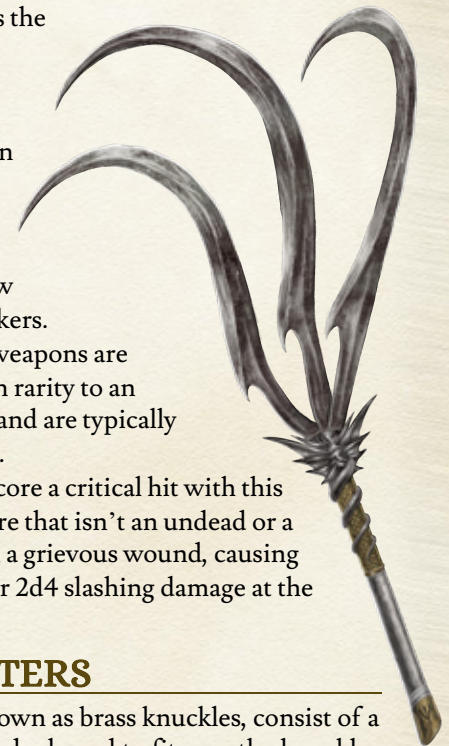 s the
n
w
kers.
weapons are
n rarity to an
and are typically
.
core a critical hit with this
re that isn't an undead or a
a grievous wound, causing
r 2d4 slashing damage at the
TERS
own as brass knuckles, consist of a